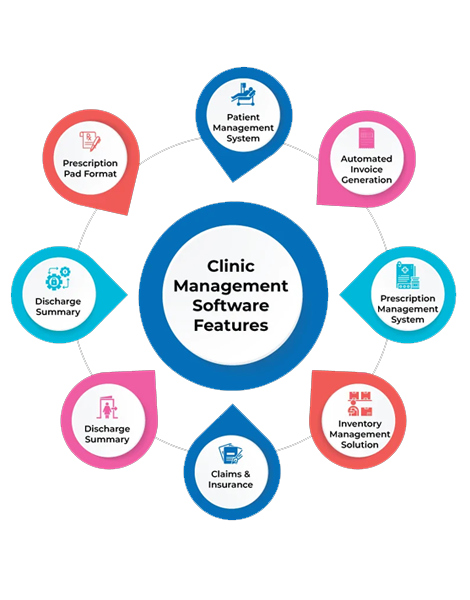 Patient
Management
System
Automated
Invoice
Generation
Prescription
Management
System
Inventory
Management
Solution
Claims &
Insurance
Discharge
Summary
Discharge
Summary
Prescription
Pad Format
Clinic
Management
Software
Features